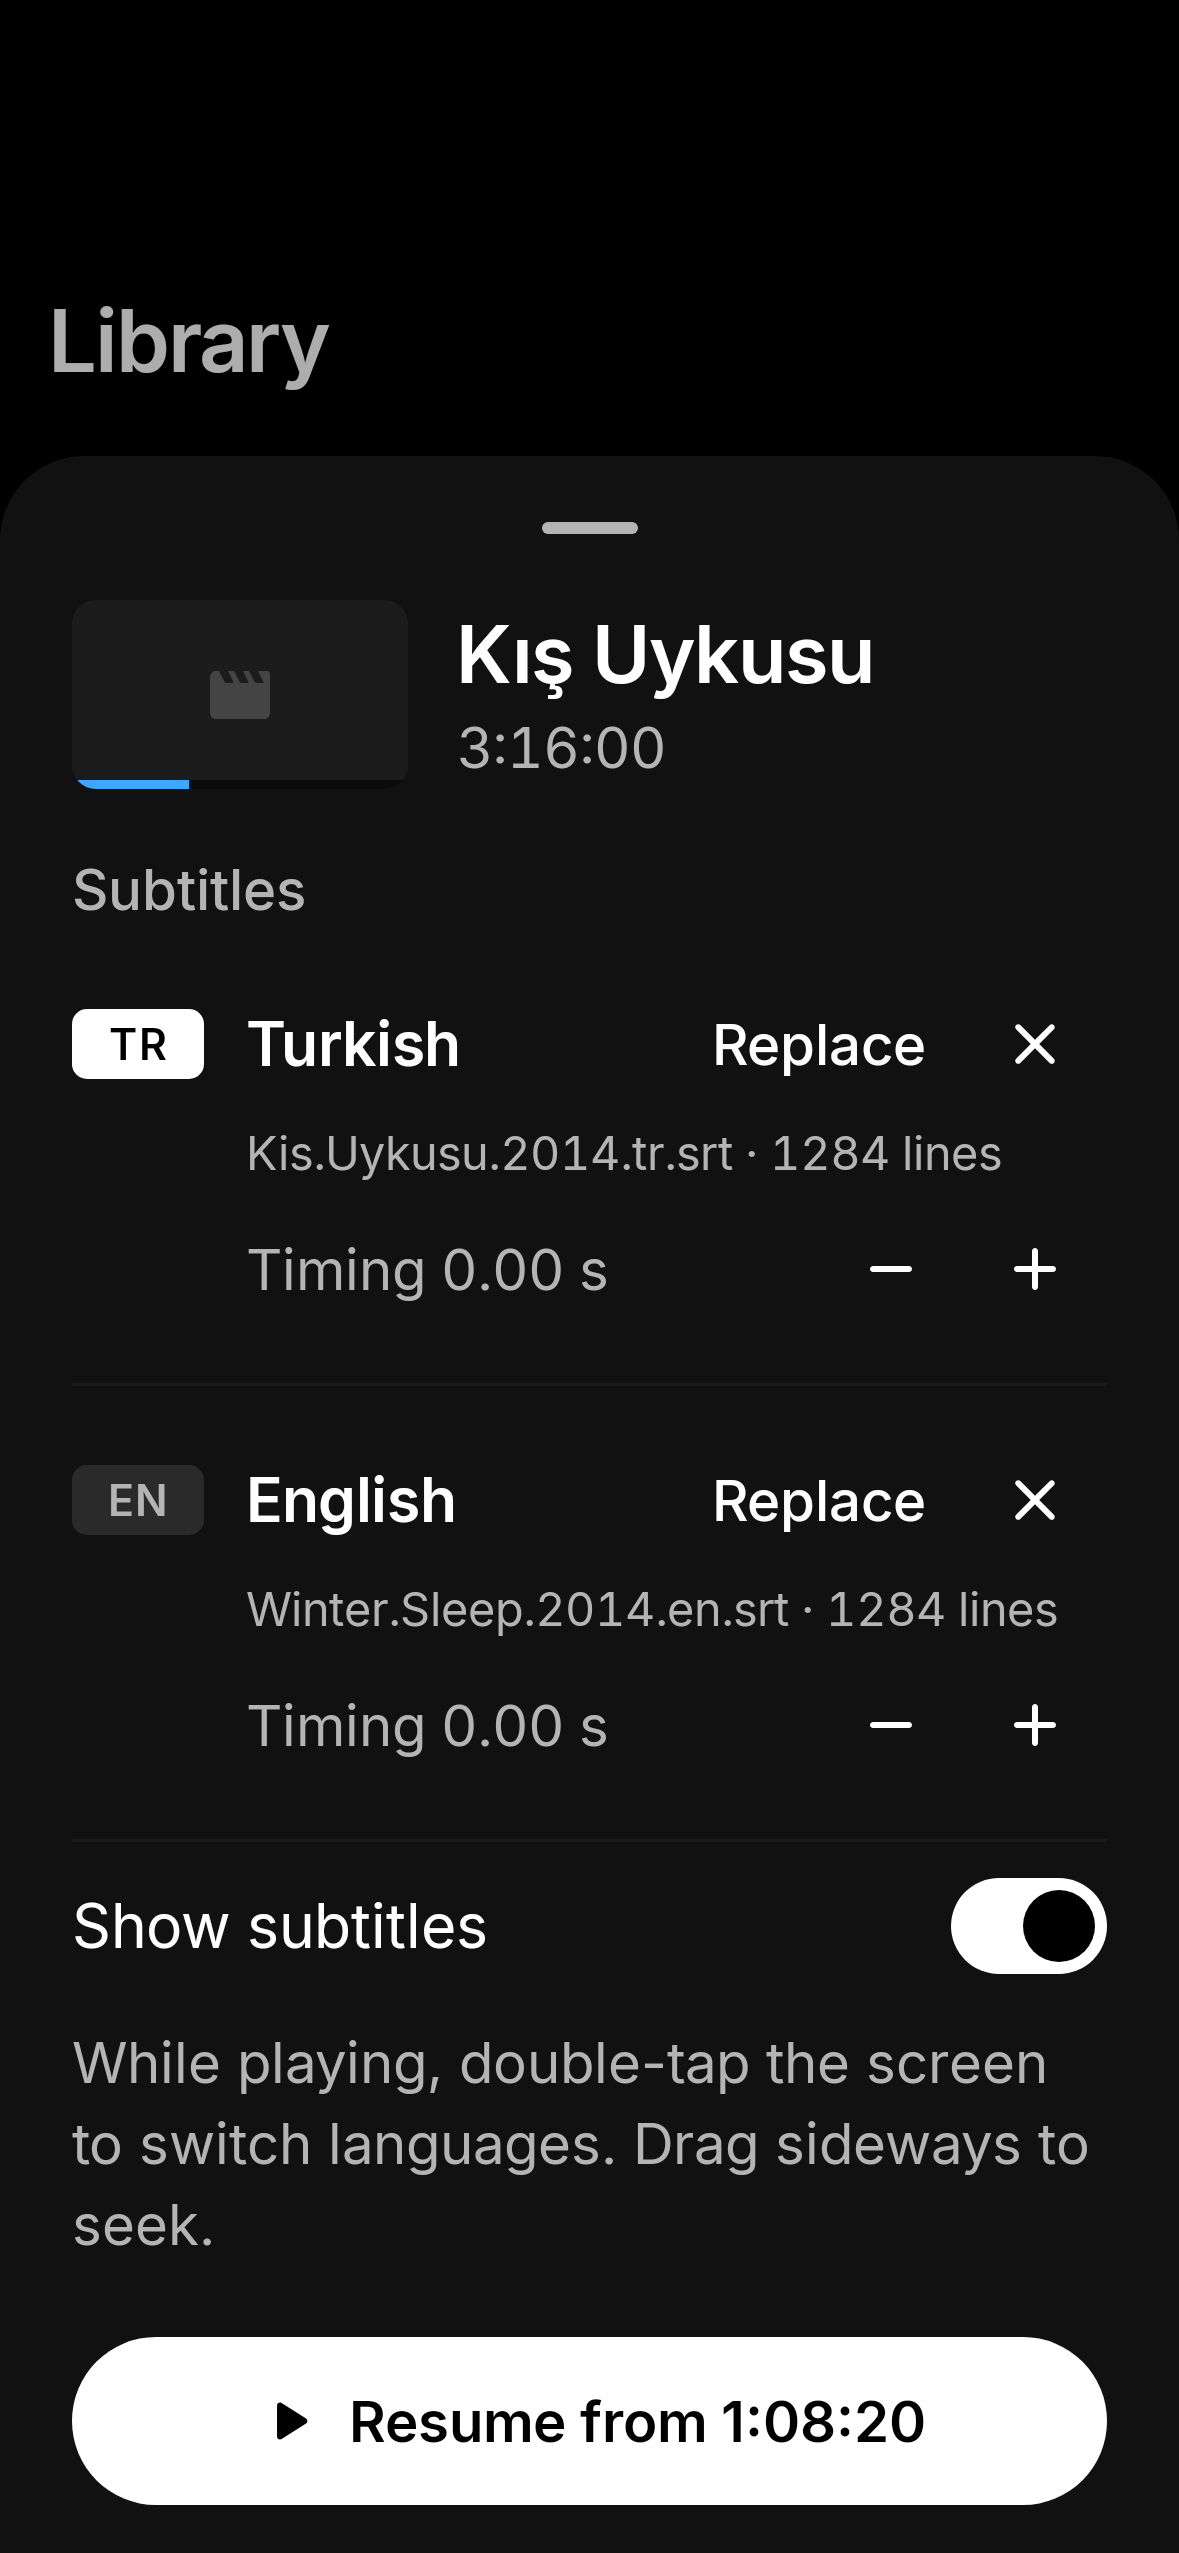 Library
Kış Uykusu
3:16:00
Subtitles
TR Turkish Replace
Kis.Uykusu.2014.tr.srt · 1284 lines
Timing 0.00 s
EN English Replace
Winter.Sleep.2014.en.srt · 1284 lines
Timing 0.00 s
Show subtitles
While playing, double-tap the screen
to switch languages. Drag sideways to
seek.
Resume from 1:08:20